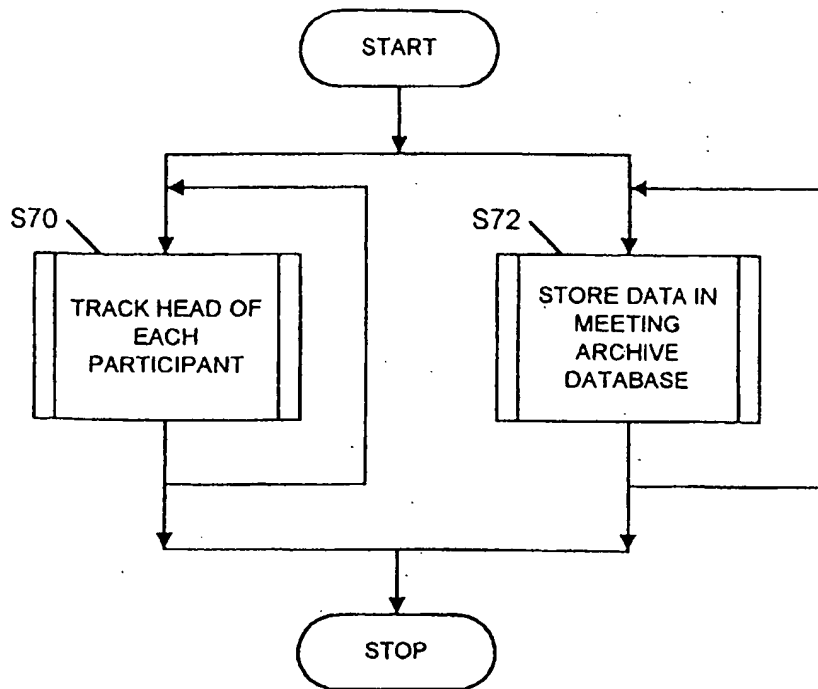 START
S70
TRACK HEAD OF
EACH
PARTICIPANT
S72
STORE DATA IN
MEETING
ARCHIVE
DATABASE
STOP